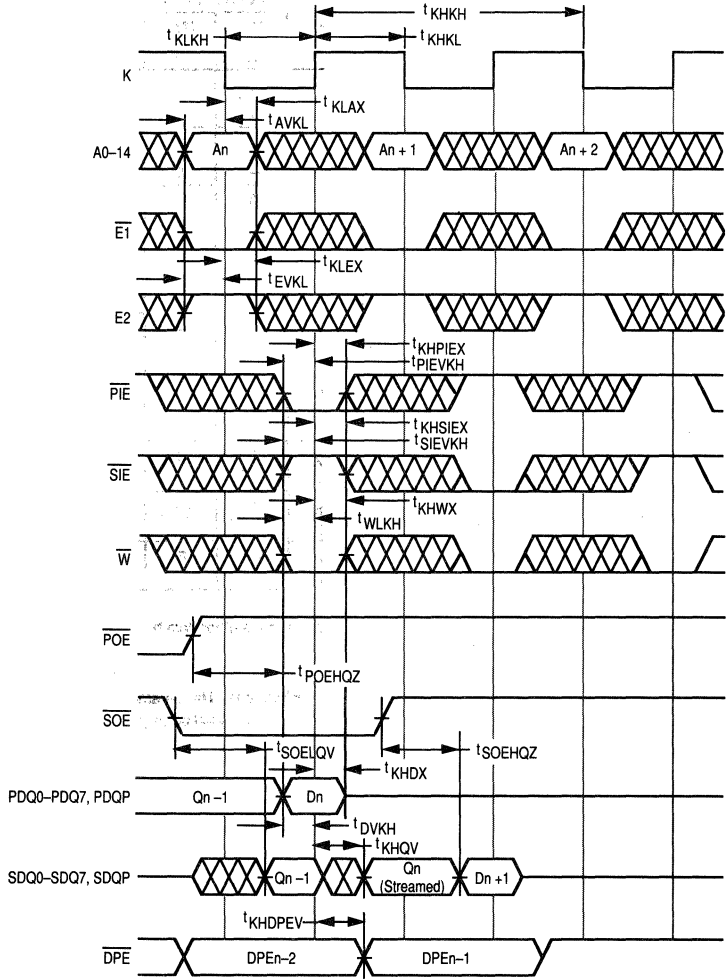 tKHKH
tKLKH
tKHKL
K
tKLAX
tAVKL
A0–14
An
An + 1
An + 2
E1
tKLEX
tEVKL
E2
tKHPIEX
tPIEVKH
PIE
tKHSIEX
tSIEVKH
SIE
tKHWX
tWLKH
W
POE
tPOEHQZ
SOE
tSOELQV
tSOEHQZ
tKHDX
PDQ0–PDQ7, PDQP
Qn –1
Dn
tDVKH
tKHQV
SDQ0–SDQ7, SDQP
Qn –1
Qn
(Streamed)
Dn +1
tKHDPEV
DPE
DPEn–2
DPEn–1